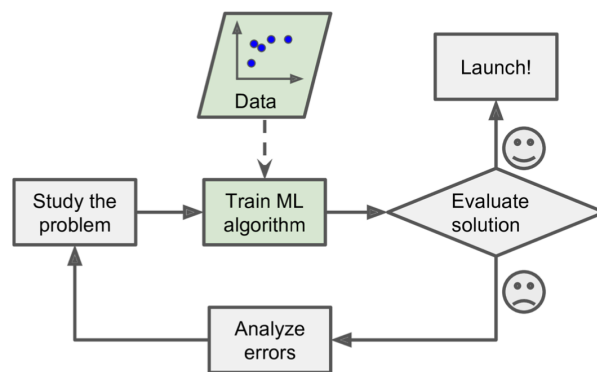 Data
Launch!
Study the
problem
Train ML
algorithm
Evaluate
solution
Analyze
errors